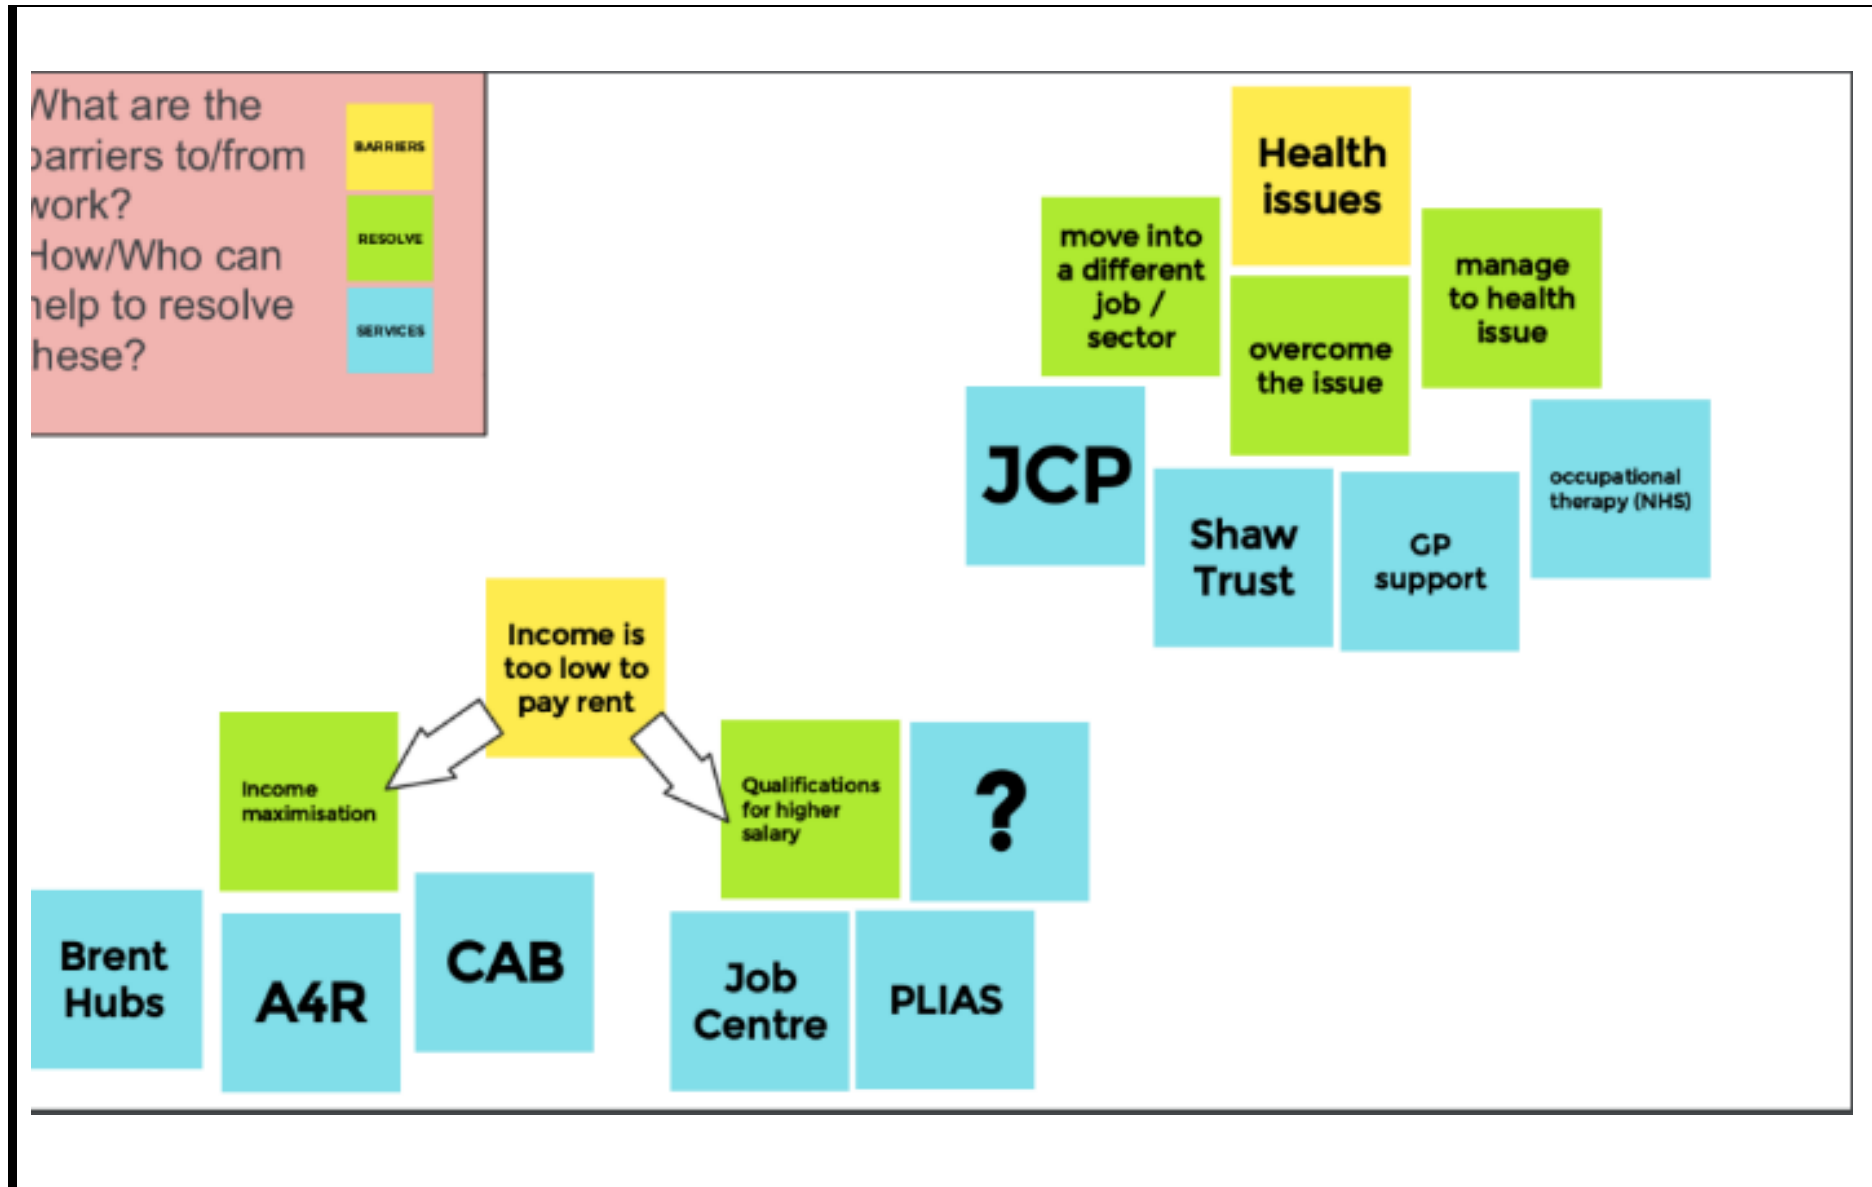 What are the
barriers to/from
work?
How/Who can
help to resolve
hese?
BARRIERS
RESOLVE
SERVICES
Health
issues
move into
a different
job /
sector
overcome
the issue
manage
to health
issue
JCP
Shaw
Trust
GP
support
occupational
therapy (NHS)
Income is
too low to
pay rent
Income
maximisation
Qualifications
for higher
salary
?
Brent
Hubs
A4R
CAB
Job
Centre
PLIAS